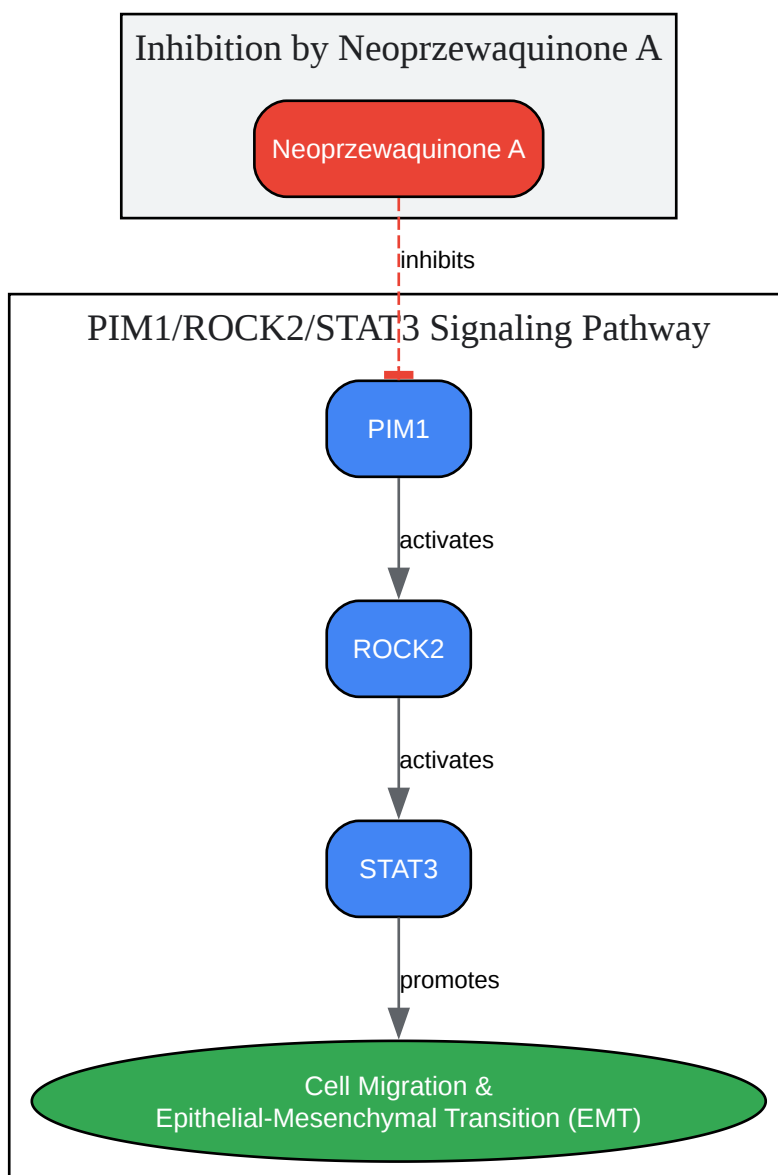 Inhibition by Neoprzewaquinone A
Neoprzewaquinone A
inhibits
PIM1/ROCK2/STAT3 Signaling Pathway
PIM1
activates
ROCK2
activates
STAT3
promotes
Cell Migration &
Epithelial-Mesenchymal Transition (EMT)